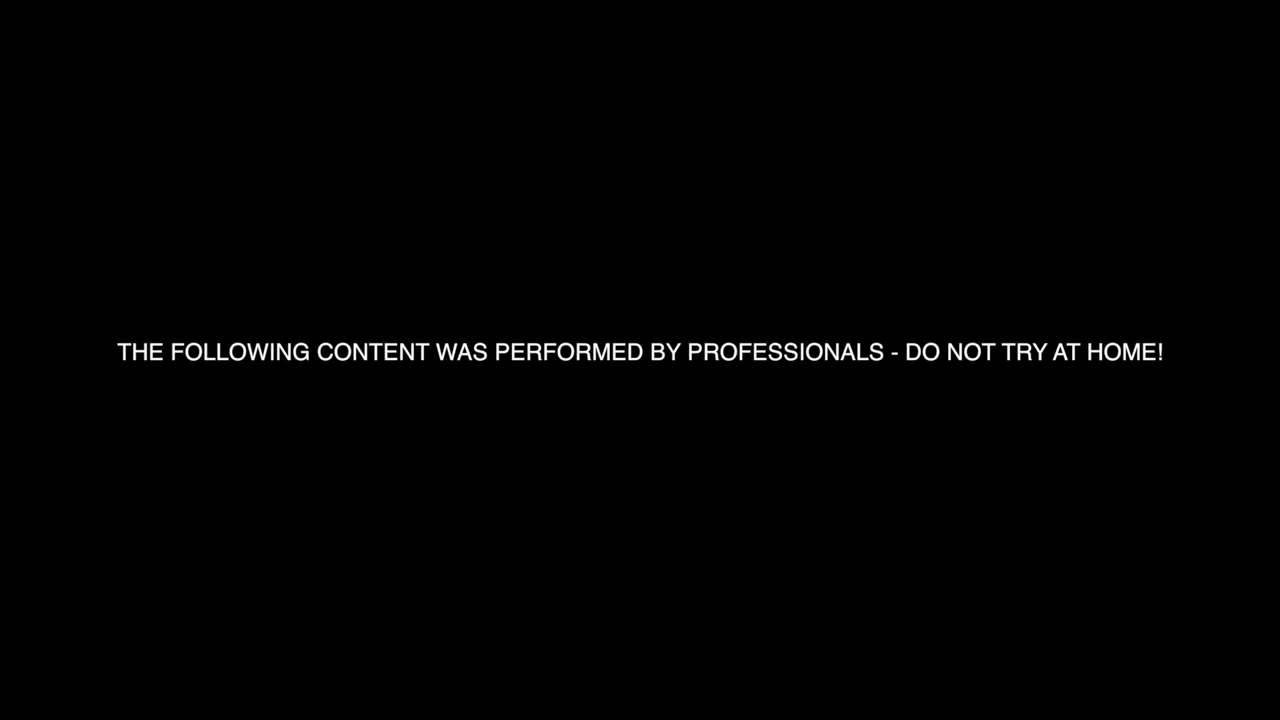 THE FOLLOWING CONTENT WAS PERFORMED BY PROFESSIONALS - DO NOT TRY AT HOME!